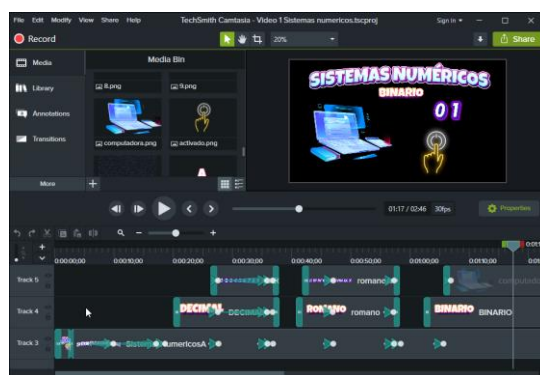 File Edit Modify View Share Help
TechSmith Camtasia - Video 1 Sistemas numericos.tscproj
Sign in
Record
20%
Share
Media
Library
Annotations
Transitions
More
Media Bin
8.png
9.png
computadora.png
activado.png
SISTEMAS NUMÉRICOS
BINARIO
0 1
01:17 / 02:46 30fps
Properties
0:00:00;00 0:00:10;00 0:00:20;00 0:00:30;00 0:00:40;00 0:00:50;00 0:01:00;00 0:01:10;00
Track 5
romano
computado
Track 4
DECIMAL
DECIMAL
ROMANO
romano
BINARIO
BINARIO
Track 3
SistemasNumericosA